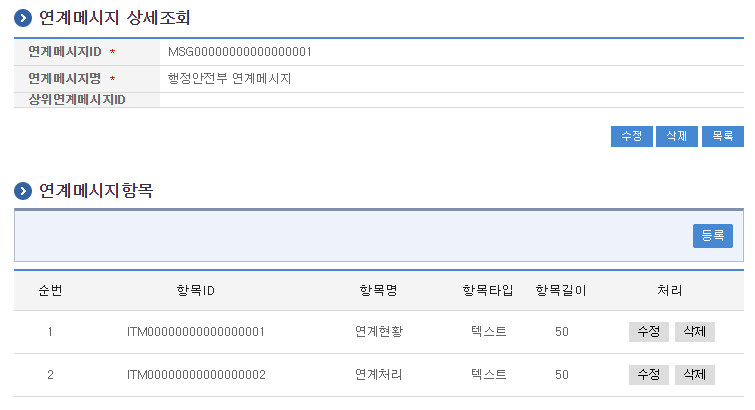 연계메시지 상세조회
연계메시지ID * MSG00000000000000001
연계메시지명 * 행정안전부 연계메시지
상위연계메시지ID
수정 삭제 목록
연계메시지항목
등록
순번 항목ID 항목명 항목타입 항목길이 처리
1 ITM00000000000000001 연계현황 텍스트 50 수정 삭제
2 ITM00000000000000002 연계처리 텍스트 50 수정 삭제